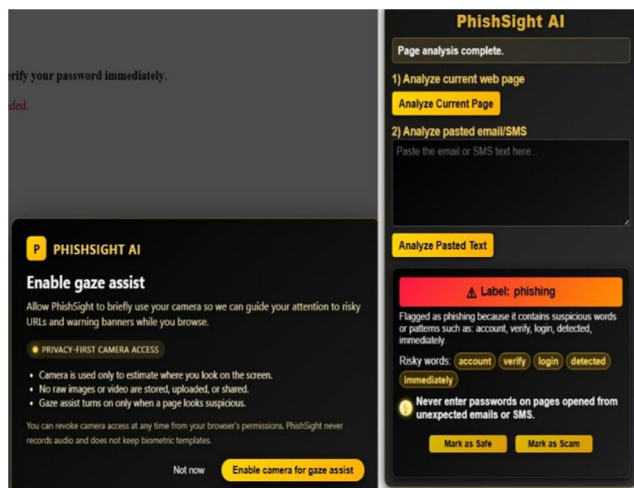 verify your password immediately.
PHISHSIGHT AI
P
Enable gaze assist
Allow PhishSight to briefly use your camera so we can guide your attention to risky
URLs and warning banners while you browse.
PRIVACY-FIRST CAMERA ACCESS
• Camera is used only to estimate where you look on the screen.
• No raw images or video are stored, uploaded, or shared.
• Gaze assist turns on only when a page looks suspicious.
You can revoke camera access at any time from your browser's permissions. PhishSight never
records audio and does not keep biometric templates.
Not now
Enable camera for gaze assist
PhishSight AI
Page analysis complete.
1) Analyze current web page
Analyze Current Page
2) Analyze pasted email/SMS
Paste the email or SMS text here...
Analyze Pasted Text
⚠ Label: phishing
Flagged as phishing because it contains suspicious words
or patterns such as: account, verify, login, detected,
immediately.
Risky words: account verify login detected
immediately
Never enter passwords on pages opened from
unexpected emails or SMS.
Mark as Safe
Mark as Scam